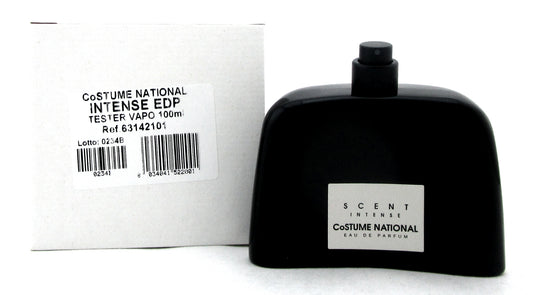 CoSTUME NATIONAL
INTENSE EDP
TESTER VAPO 100ml
Ref.63142101
Lotto: 0234B
SCENT
INTENSE
CoSTUME NATIONAL
EAU DE PARFUM